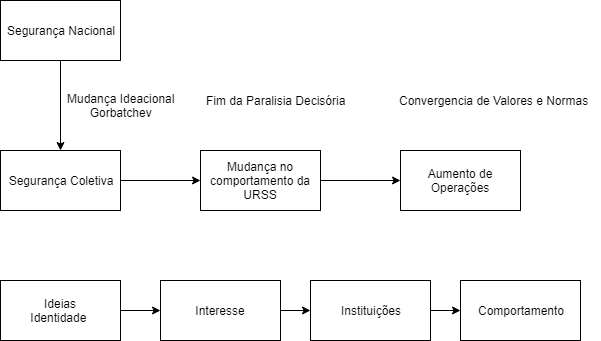 Segurança Nacional
Mudança Ideacional
Gorbatchev
Fim da Paralisia Decisória
Convergencia de Valores e Normas
Segurança Coletiva
Mudança no
comportamento da
URSS
Aumento de
Operações
Ideias
Identidade
Interesse
Instituições
Comportamento